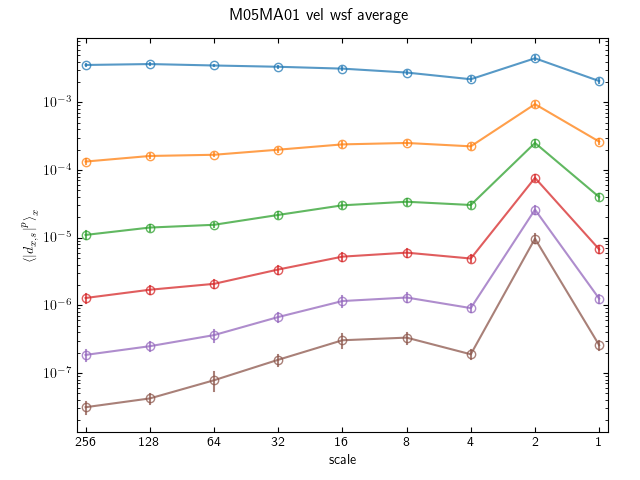 M05MA01 vel wsf average
10⁻³
10⁻⁴
10⁻⁵
10⁻⁶
10⁻⁷
⟨|d_{x,s}|^p⟩_x
256 128 64 32 16 8 4 2 1
scale